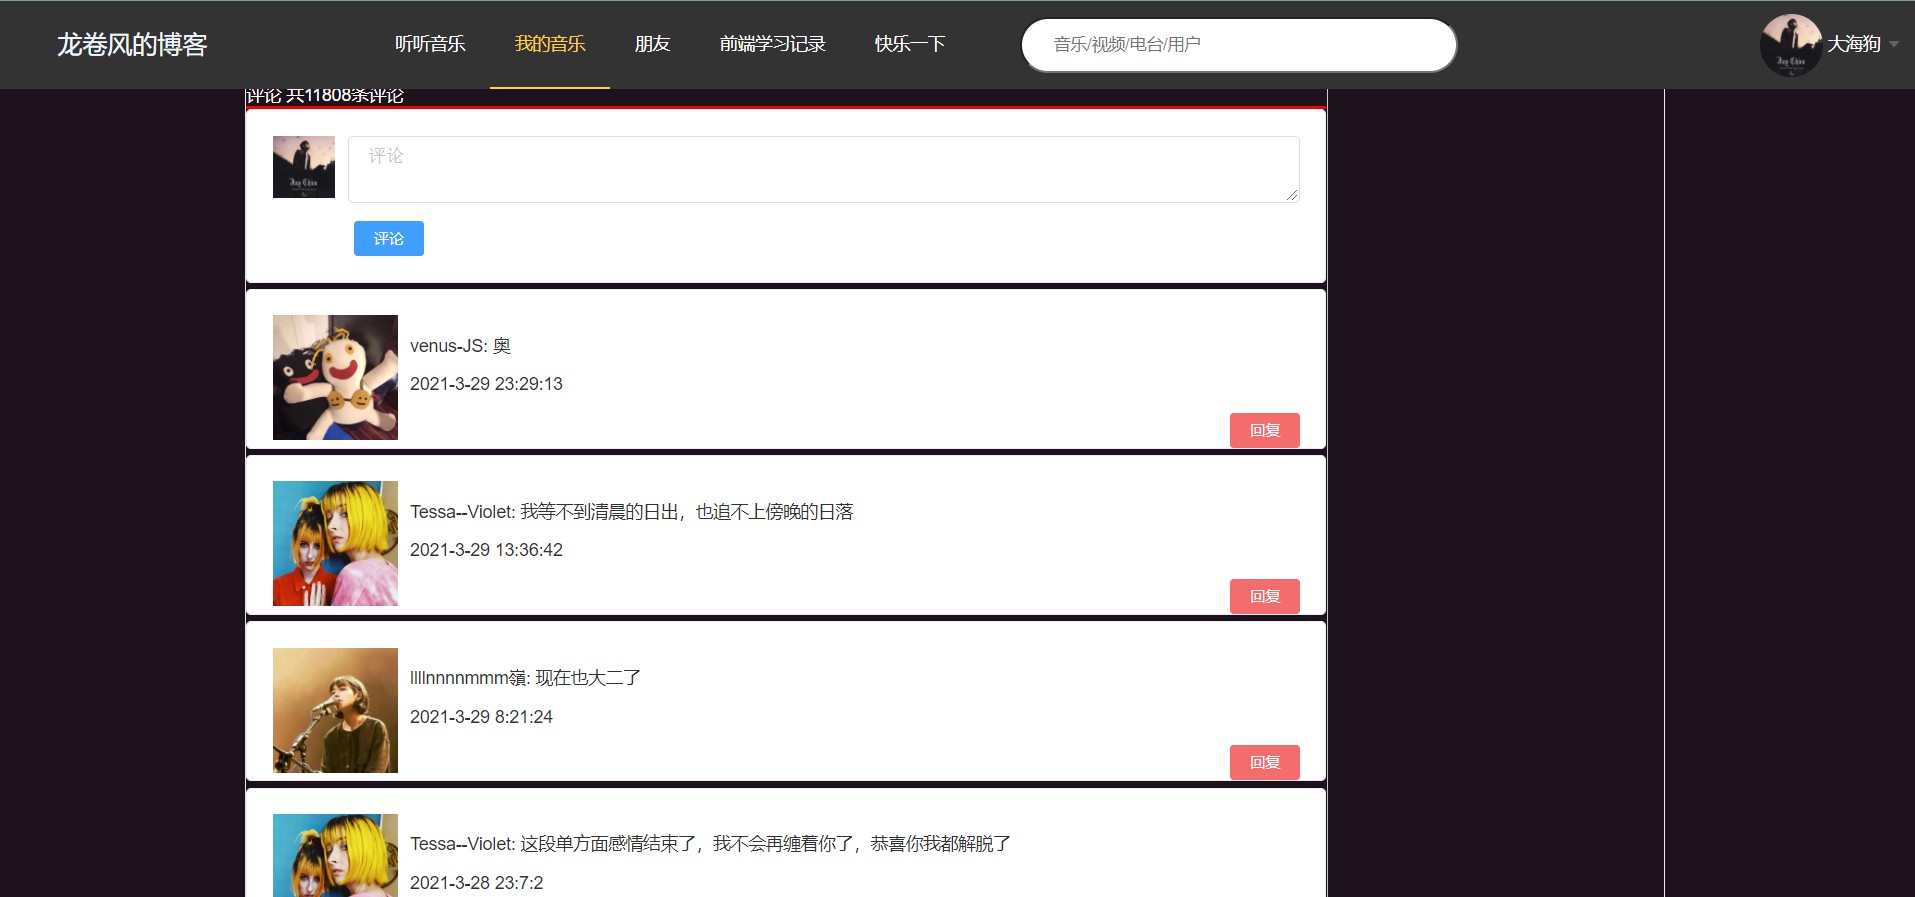 龙卷风的博客 听听音乐 我的音乐 朋友 前端学习记录 快乐一下 音乐/视频/电台/用户 大海狗
评论 共11808条评论
评论
评论
venus-JS: 奥
2021-3-29 23:29:13
回复
Tessa--Violet: 我等不到清晨的日出，也追不上傍晚的日落
2021-3-29 13:36:42
回复
llllnnnnmmm嶺: 现在也大二了
2021-3-29 8:21:24
回复
Tessa--Violet: 这段单方面感情结束了，我不会再缠着你了，恭喜你我都解脱了
2021-3-28 23:7:2